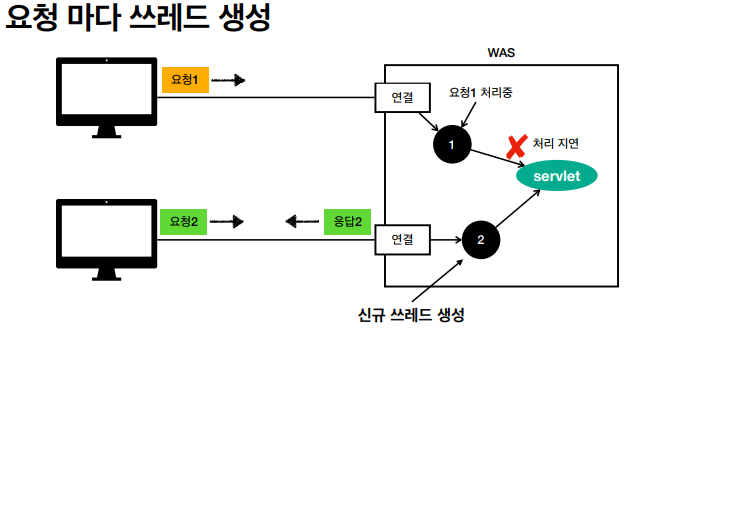 요청 마다 쓰레드 생성
WAS
요청1
연결
요청1 처리중
1
처리 지연
servlet
요청2
응답2
연결
2
신규 쓰레드 생성